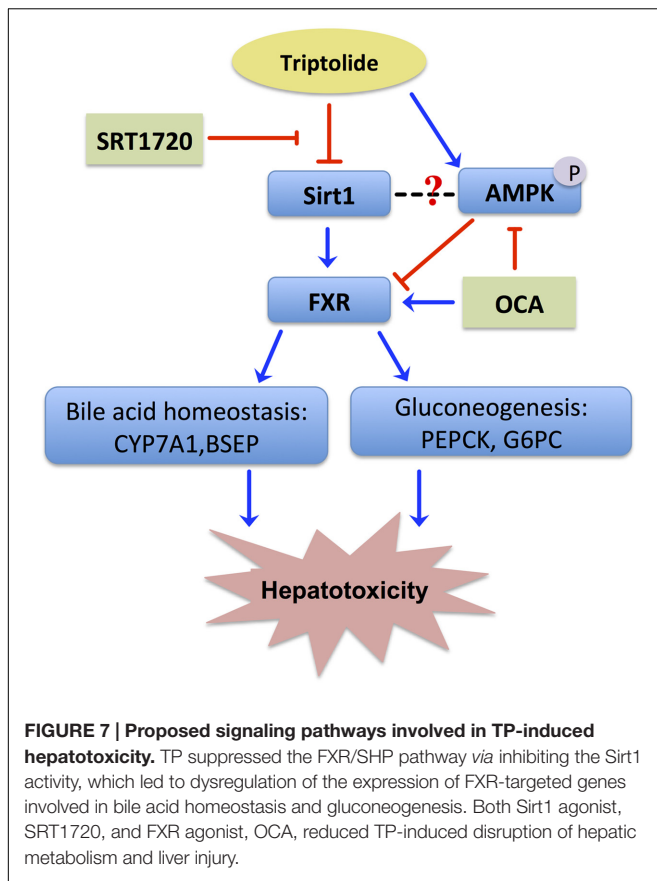 Triptolide
SRT1720
P
Sirt1
?
AMPK
FXR
OCA
Bile acid homeostasis:
CYP7A1,BSEP
Gluconeogenesis:
PEPCK, G6PC
Hepatotoxicity
FIGURE 7 | Proposed signaling pathways involved in TP-induced
hepatotoxicity. TP suppressed the FXR/SHP pathway via inhibiting the Sirt1
activity, which led to dysregulation of the expression of FXR-targeted genes
involved in bile acid homeostasis and gluconeogenesis. Both Sirt1 agonist,
SRT1720, and FXR agonist, OCA, reduced TP-induced disruption of hepatic
metabolism and liver injury.